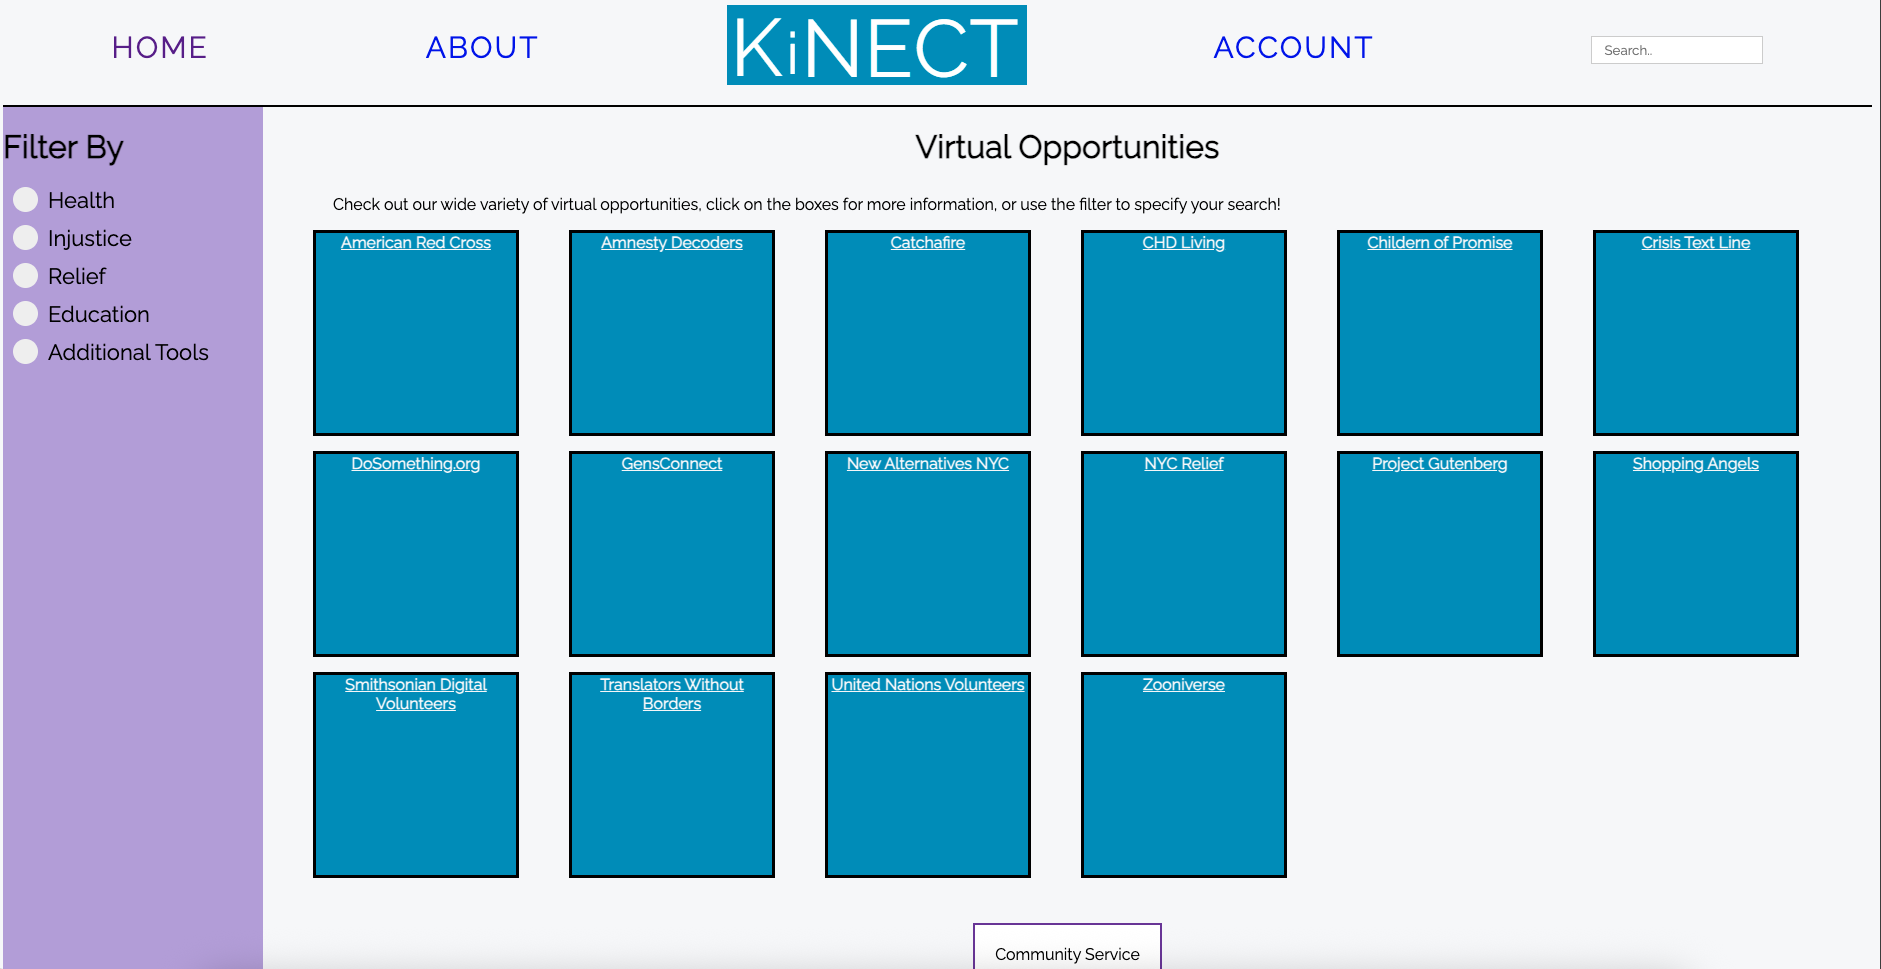 HOME
ABOUT
KiNECT
ACCOUNT
Search..
Filter By
Health
Injustice
Relief
Education
Additional Tools
Virtual Opportunities
Check out our wide variety of virtual opportunities, click on the boxes for more information, or use the filter to specify your search!
American Red Cross
Amnesty Decoders
Catchafire
CHD Living
Childern of Promise
Crisis Text Line
DoSomething.org
GensConnect
New Alternatives NYC
NYC Relief
Project Gutenberg
Shopping Angels
Smithsonian Digital
Volunteers
Translators Without
Borders
United Nations Volunteers
Zooniverse
Community Service